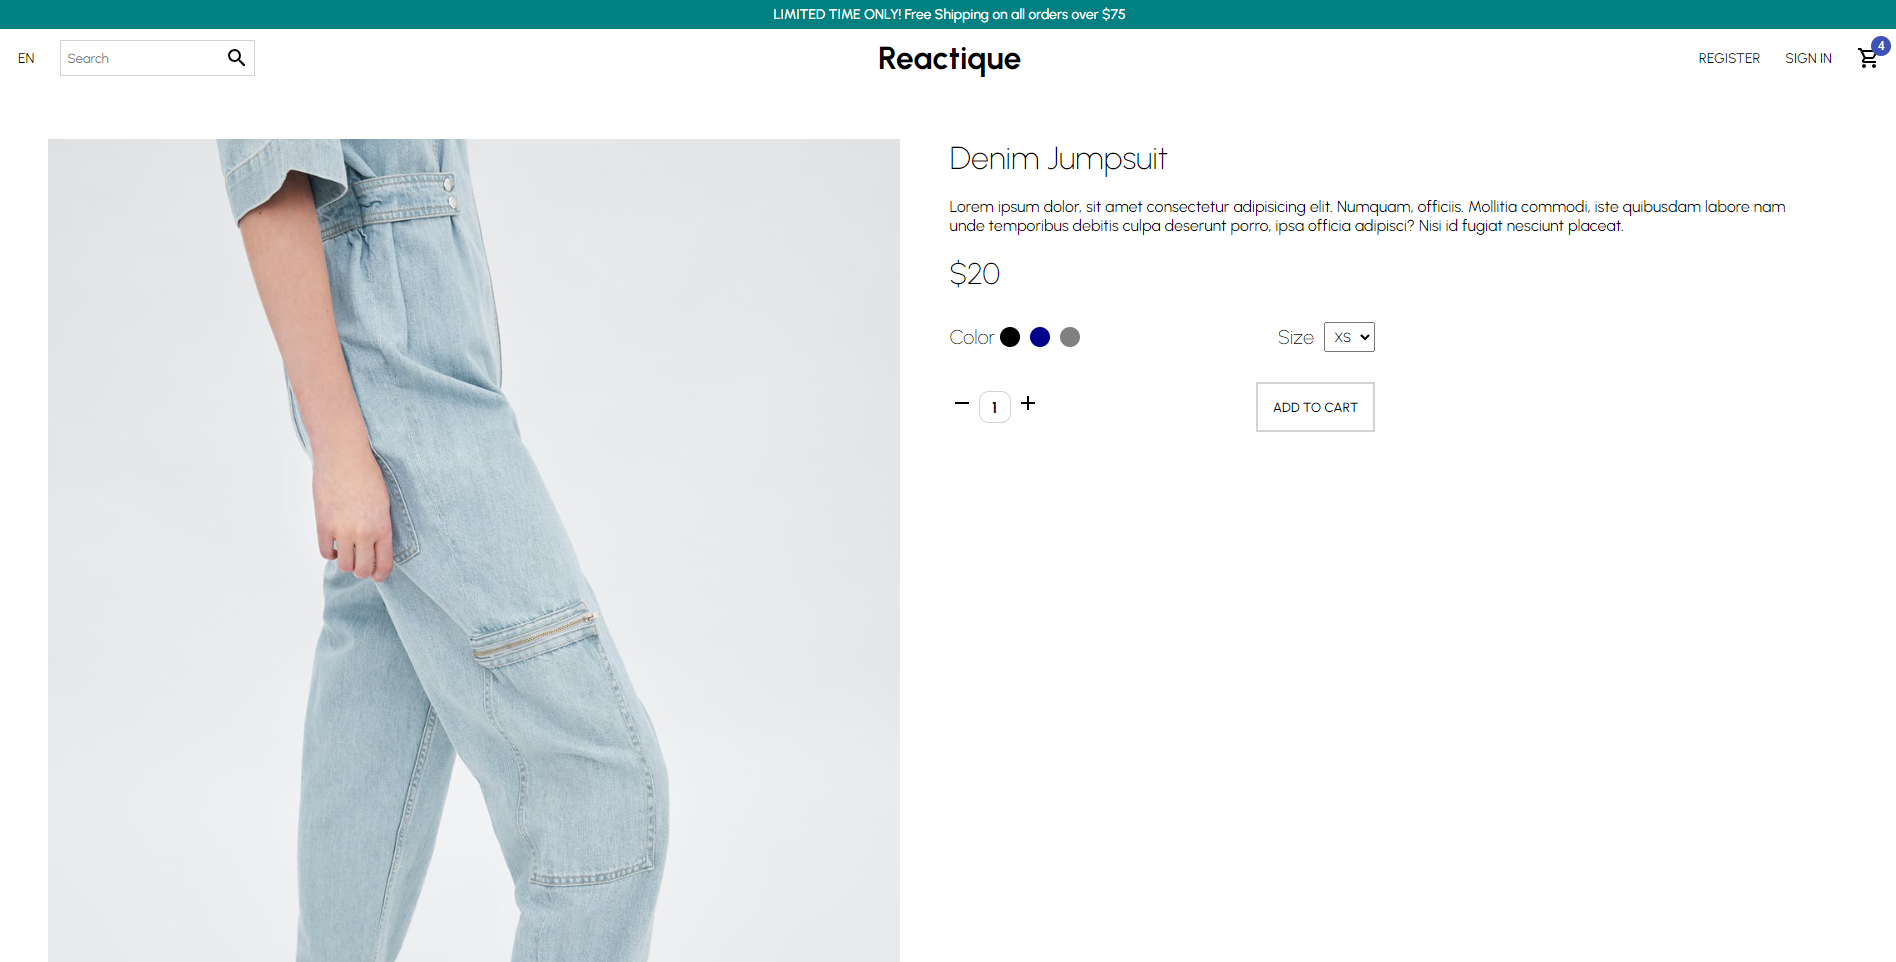 LIMITED TIME ONLY! Free Shipping on all orders over $75
EN
Search
Reactique
REGISTER
SIGN IN
4
Denim Jumpsuit
Lorem ipsum dolor, sit amet consectetur adipisicing elit. Numquam, officiis. Mollitia commodi, iste quibusdam labore nam
unde temporibus debitis culpa deserunt porro, ipsa officia adipisci? Nisi id fugiat nesciunt placeat.
$20
Color
Size
XS
1
ADD TO CART